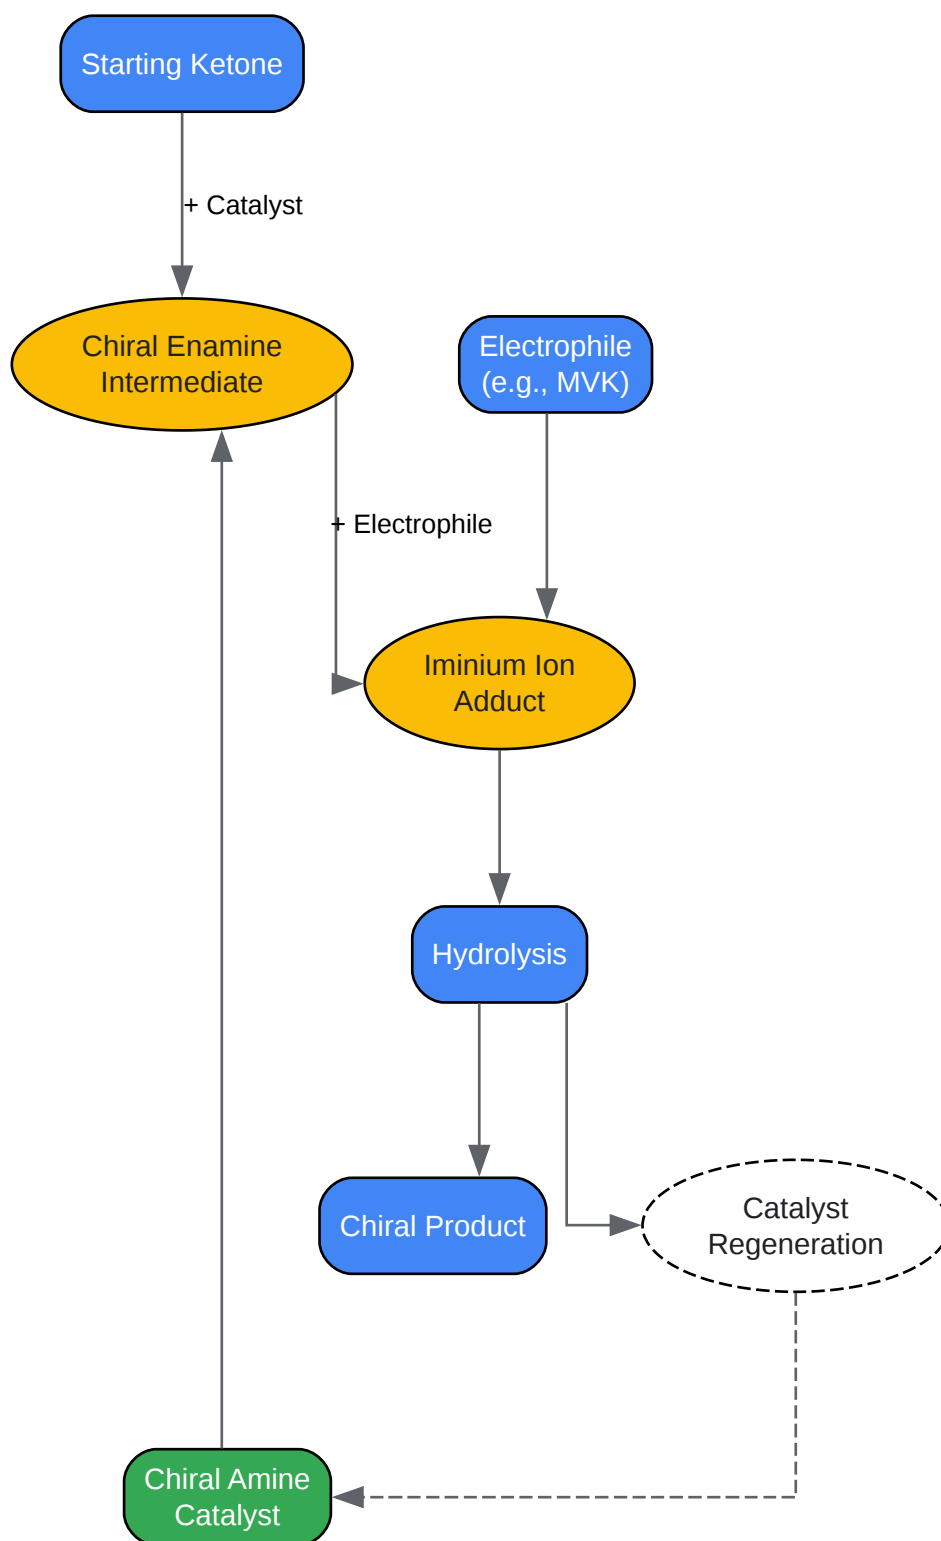 Starting Ketone
+ Catalyst
Chiral Enamine
Intermediate
Electrophile
(e.g., MVK)
+ Electrophile
Iminium Ion
Adduct
Hydrolysis
Chiral Product
Catalyst
Regeneration
Chiral Amine
Catalyst